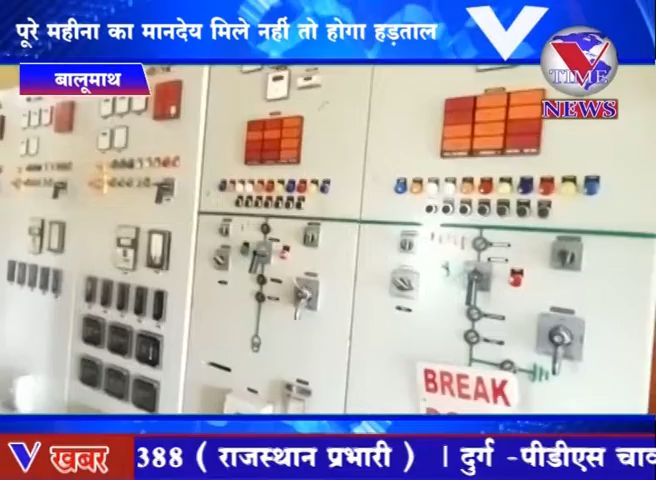 पूरे महीना का मानदेय मिले नहीं तो होगा हड़ताल
बालूमाथ
V
TIME
NEWS
BREAK
V खबर
388 ( राजस्थान प्रभारी ) | दुर्ग -पीडीएस चाव